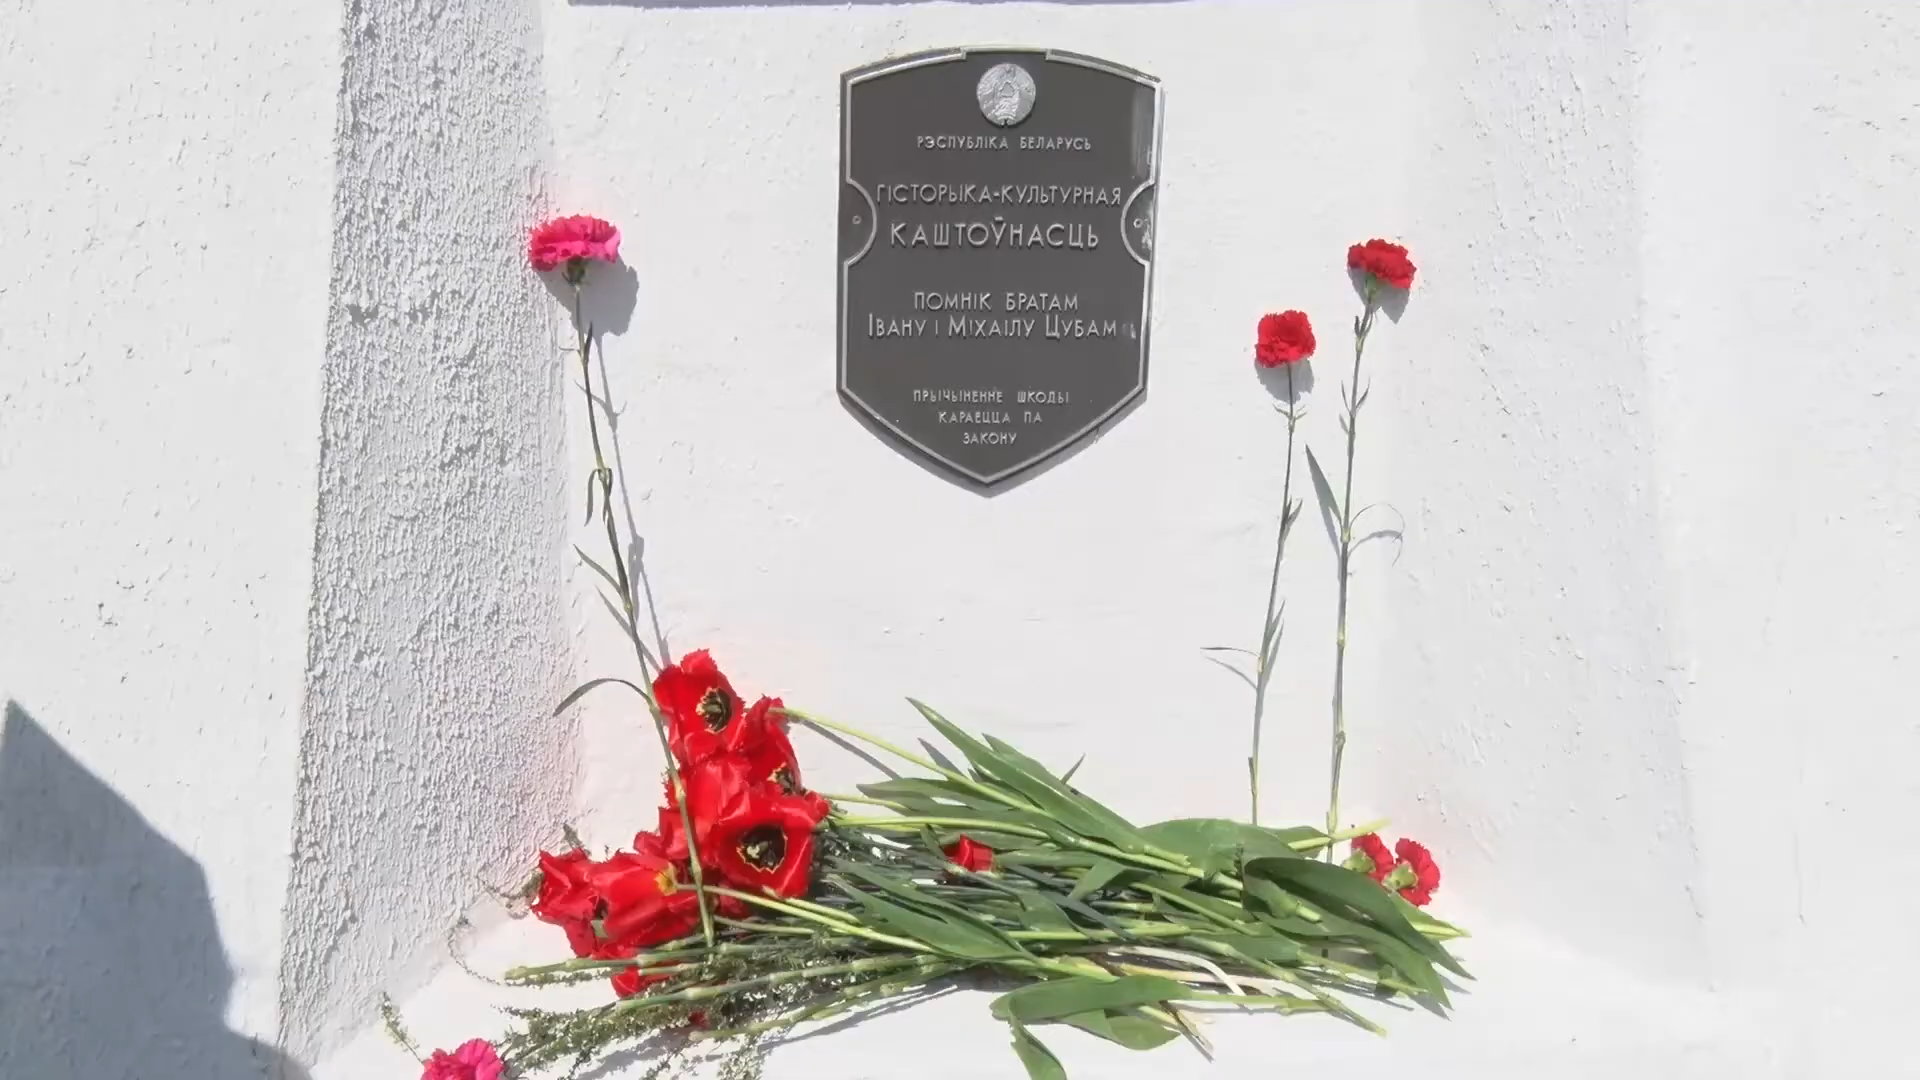 РЭСПУБЛІКА БЕЛАРУСЬ
ГІСТОРЫКА-КУЛЬТУРНАЯ
КАШТОЎНАСЦЬ
ПОМНІК БРАТАМ
ІВАНУ І МІХАІЛУ ЦУБАМ
ПРЫЧЫНЕННЕ ШКОДЫ
КАРАЕЦЦА ПА
ЗАКОНУ